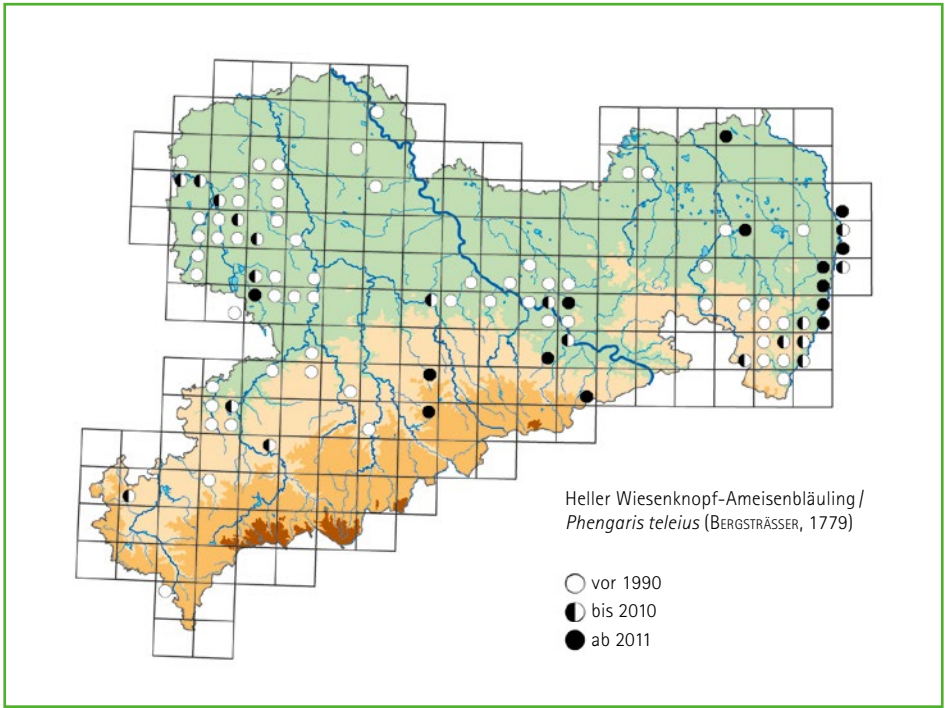 Heller Wiesenknopf-Ameisenbläuling /
Phengaris teleius (Bergsträsser, 1779)
vor 1990
bis 2010
ab 2011